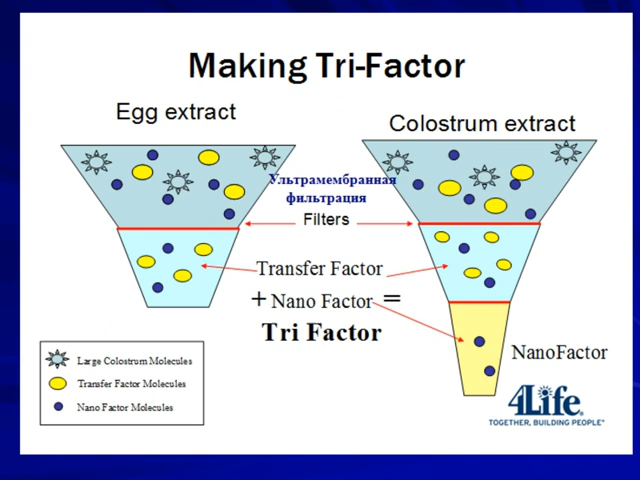 Making Tri-Factor
Egg extract
Colostrum extract
Ультрамембранная
фильтрация
Filters
Transfer Factor
+ Nano Factor =
Tri Factor
NanoFactor
Large Colostrum Molecules
Transfer Factor Molecules
Nano Factor Molecules
4Life®
TOGETHER, BUILDING PEOPLE™